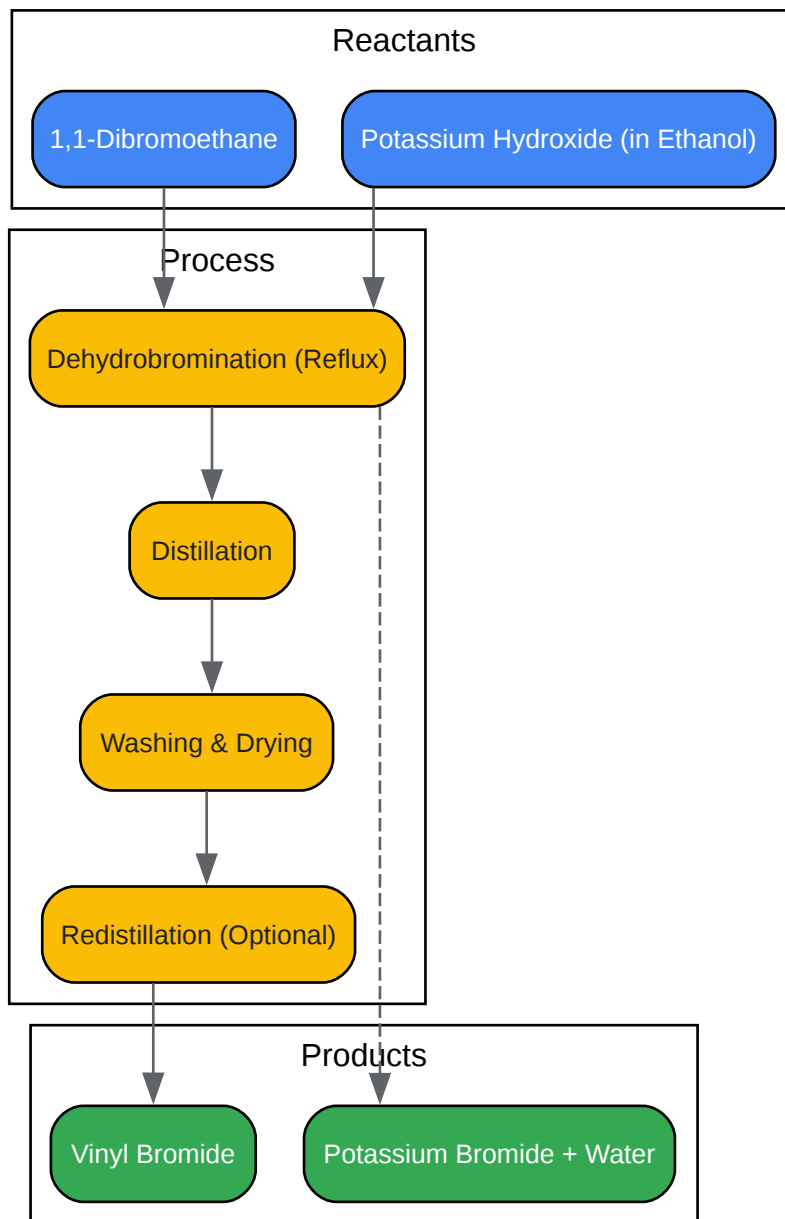 Reactants
1,1-Dibromoethane
Potassium Hydroxide (in Ethanol)
Process
Dehydrobromination (Reflux)
Distillation
Washing & Drying
Redistillation (Optional)
Products
Vinyl Bromide
Potassium Bromide + Water